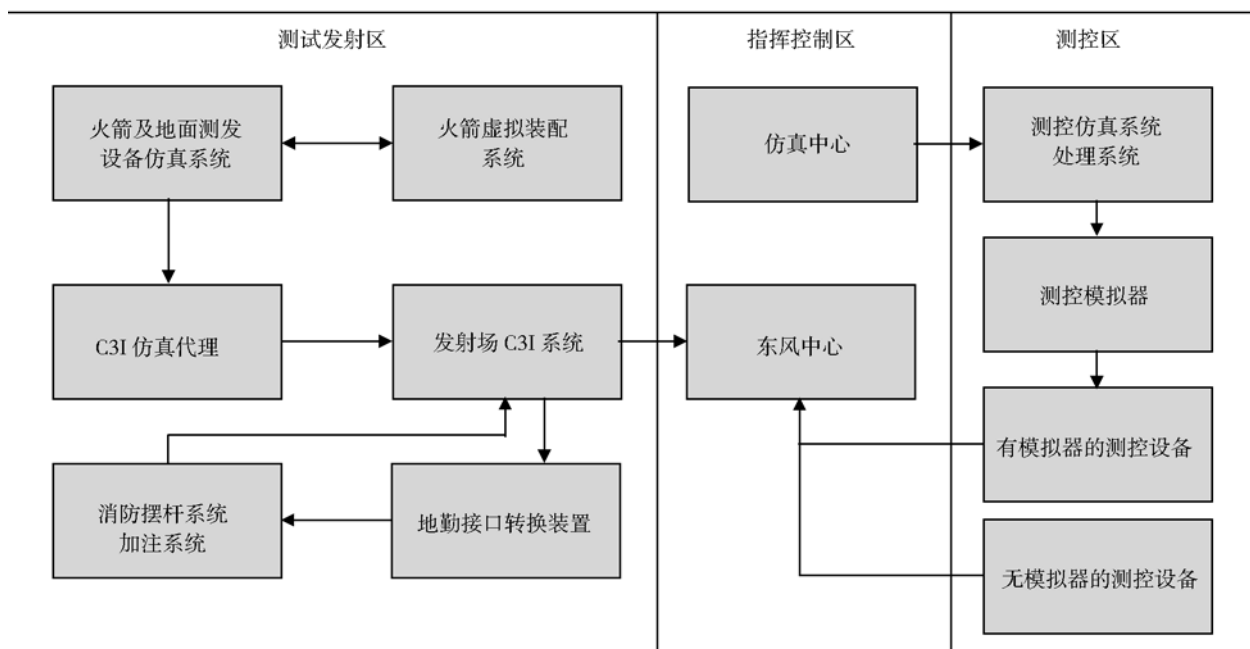 测试发射区
指挥控制区
测控区
火箭及地面测发
设备仿真系统
火箭虚拟装配
系统
仿真中心
测控仿真系统
处理系统
测控模拟器
C3I 仿真代理
发射场 C3I 系统
东风中心
有模拟器的测控设备
消防摆杆系统
加注系统
地勤接口转换装置
无模拟器的测控设备